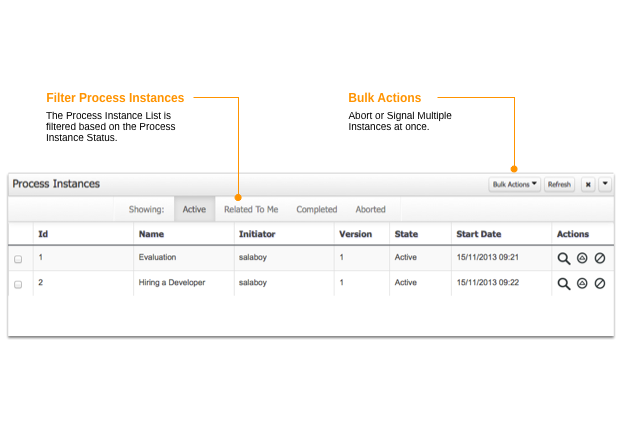 Filter Process Instances
The Process Instance List is
filtered based on the Process
Instance Status.
Bulk Actions
Abort or Signal Multiple
Instances at once.
Process Instances Bulk Actions Refresh
Showing: Active Related To Me Completed Aborted
Id Name Initiator Version State Start Date Actions
1 Evaluation salaboy 1 Active 15/11/2013 09:21
2 Hiring a Developer salaboy 1 Active 15/11/2013 09:22